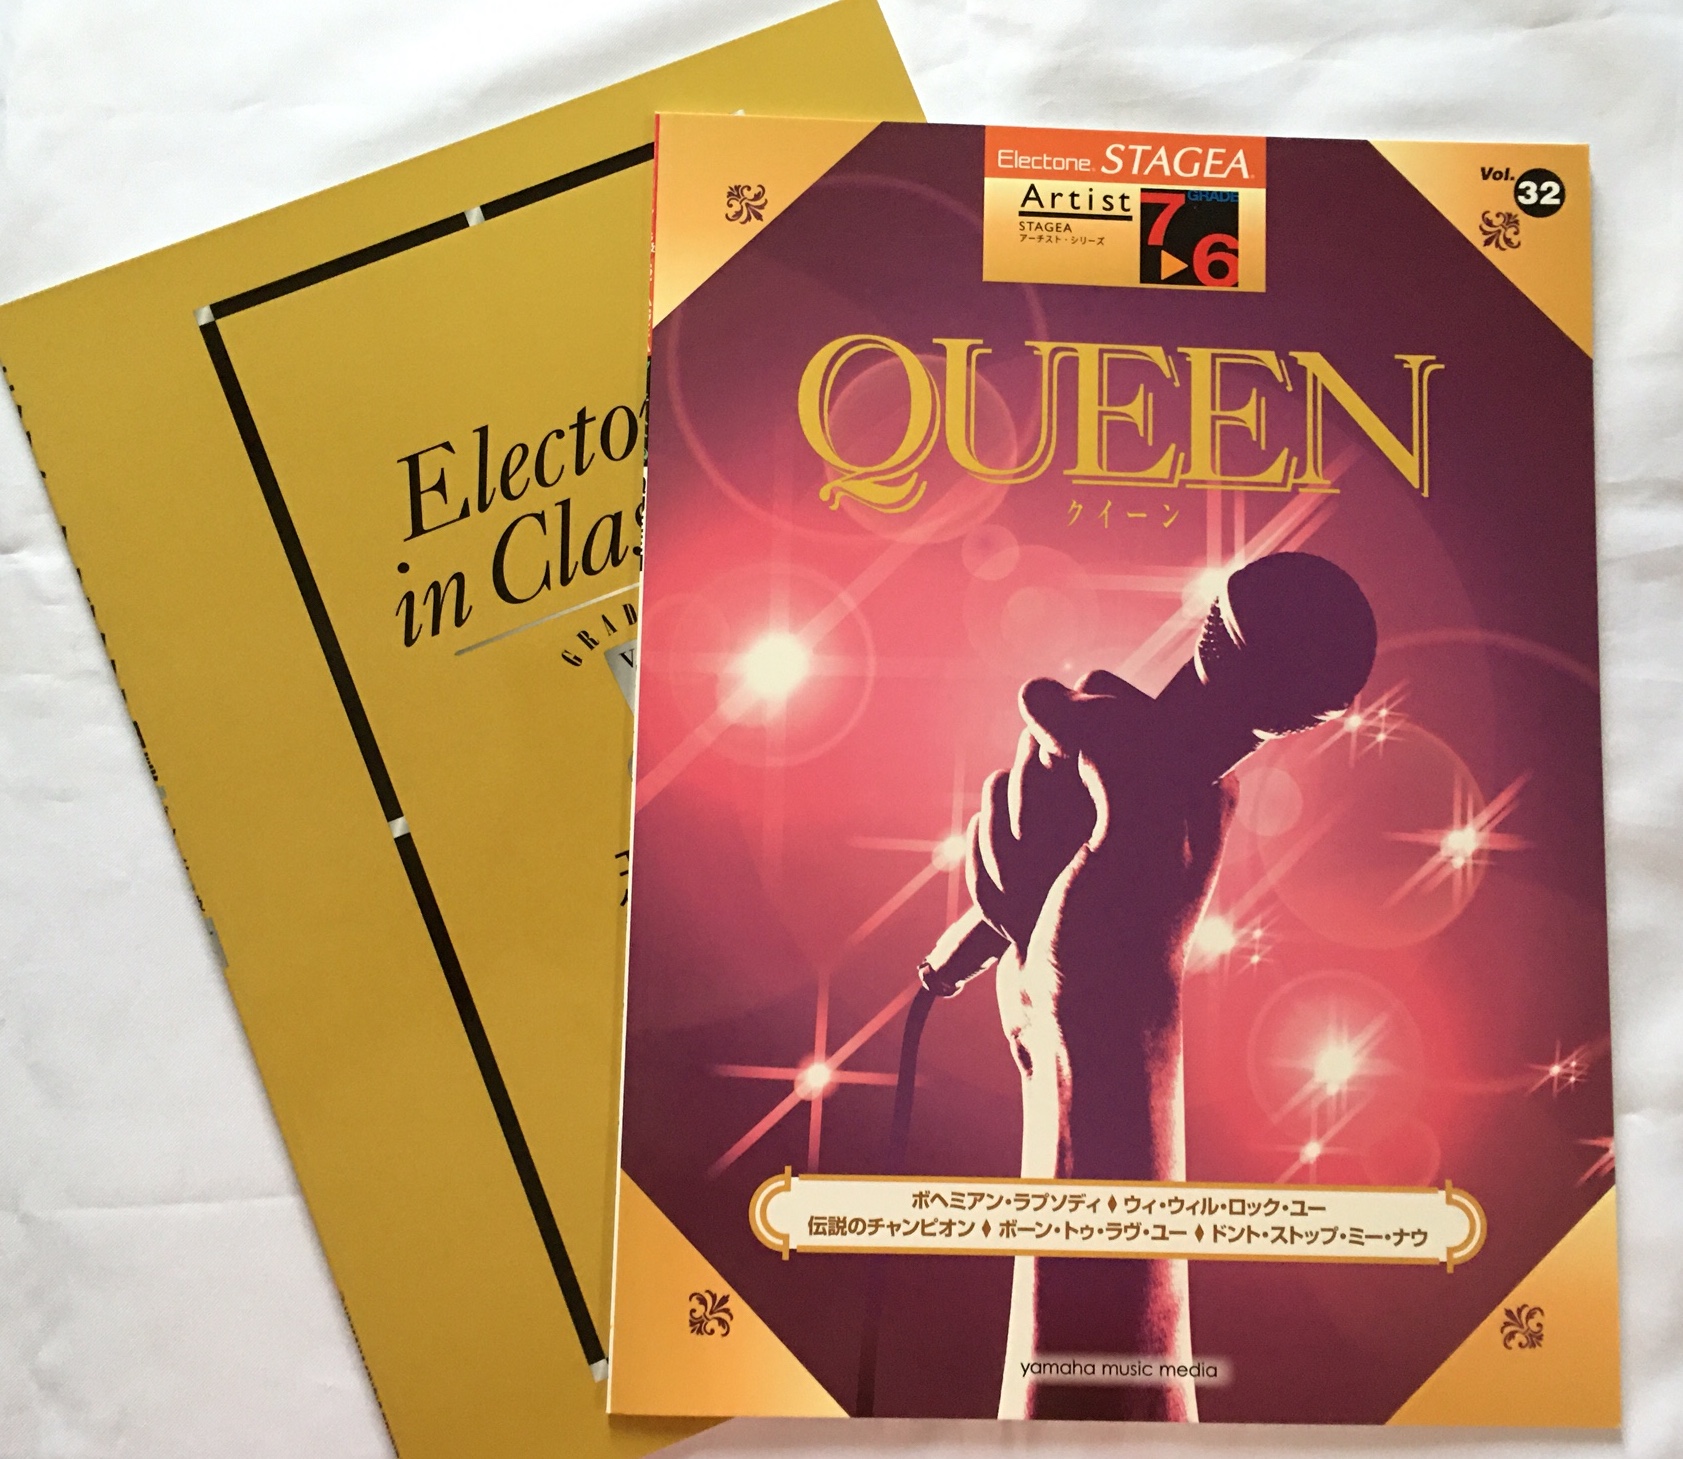 Electone STAGEA
Artist
STAGEA
アーチスト・シリーズ
GRADE
7
6
Vol. 32
QUEEN
クイーン
ボヘミアン・ラプソディ♦ウィ・ウィル・ロック・ユー
伝説のチャンピオン♦ボーン・トゥ・ラヴ・ユー♦ドント・ストップ・ミー・ナウ
yamaha music media
Electo
in Clas
GRAD